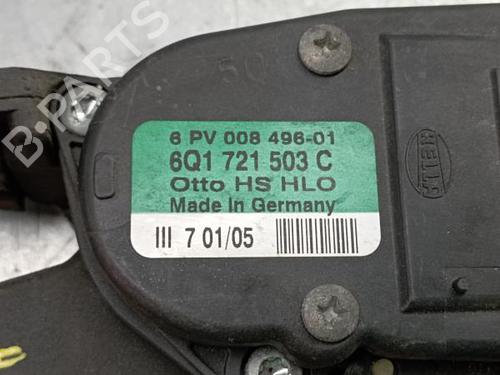 50
6 PV 008 496-01
6Q1 721 503 C
Otto HS HLO
Made in Germany
III 7 01/05
HELLA
B-Parts